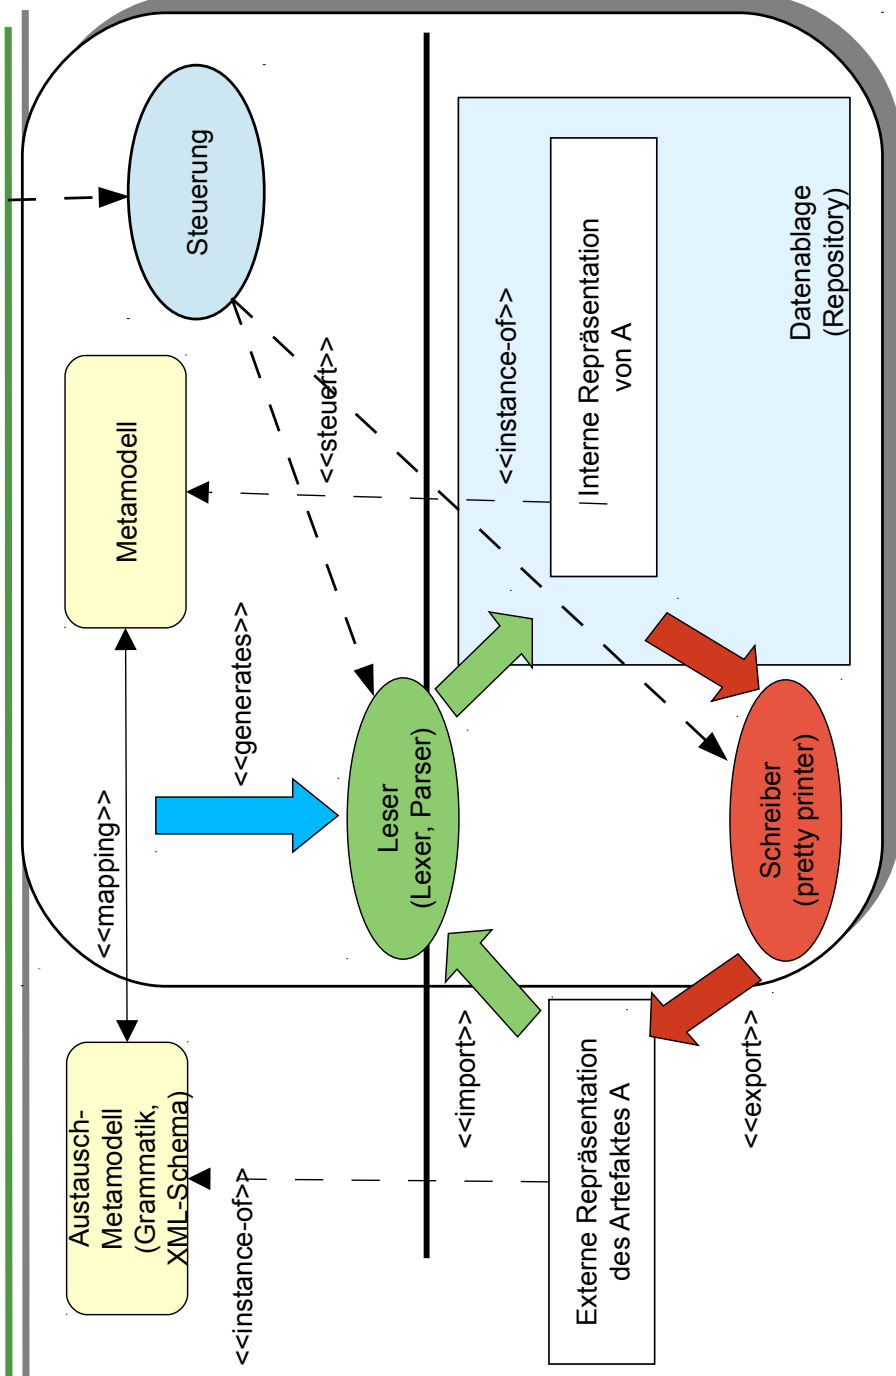 Austausch-
Metamodell
(Grammatik,
XML-Schema)
<<mapping>>
Metamodell
Steuerung
<<instance-of>>
<<generates>>
<<steuert>>
Leser
(Lexer, Parser)
<<import>>
<<instance-of>>
Externe Repräsentation
des Artefaktes A
Interne Repräsentation
von A
<<export>>
Schreiber
(pretty printer)
Datenablage
(Repository)